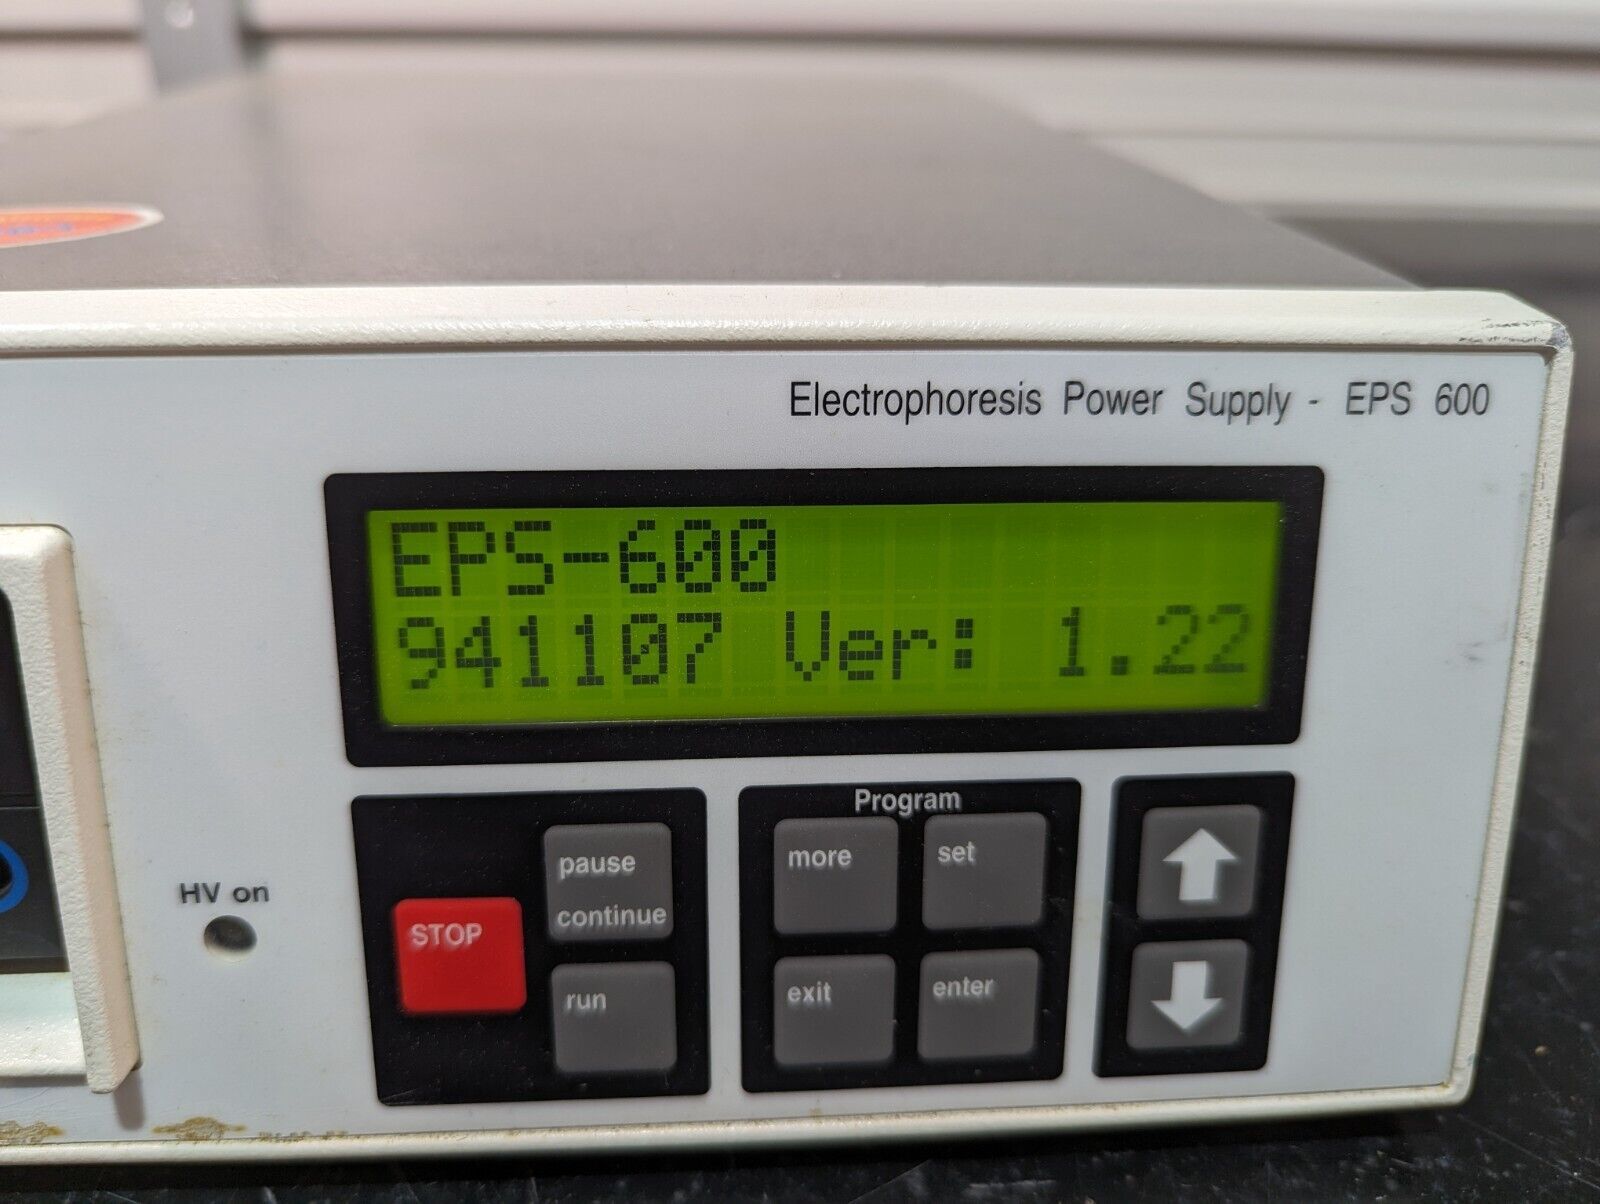 Electrophoresis Power Supply - EPS 600
EPS-600
941107 Ver: 1.22
HV on
STOP
pause
continue
run
Program
more
set
exit
enter